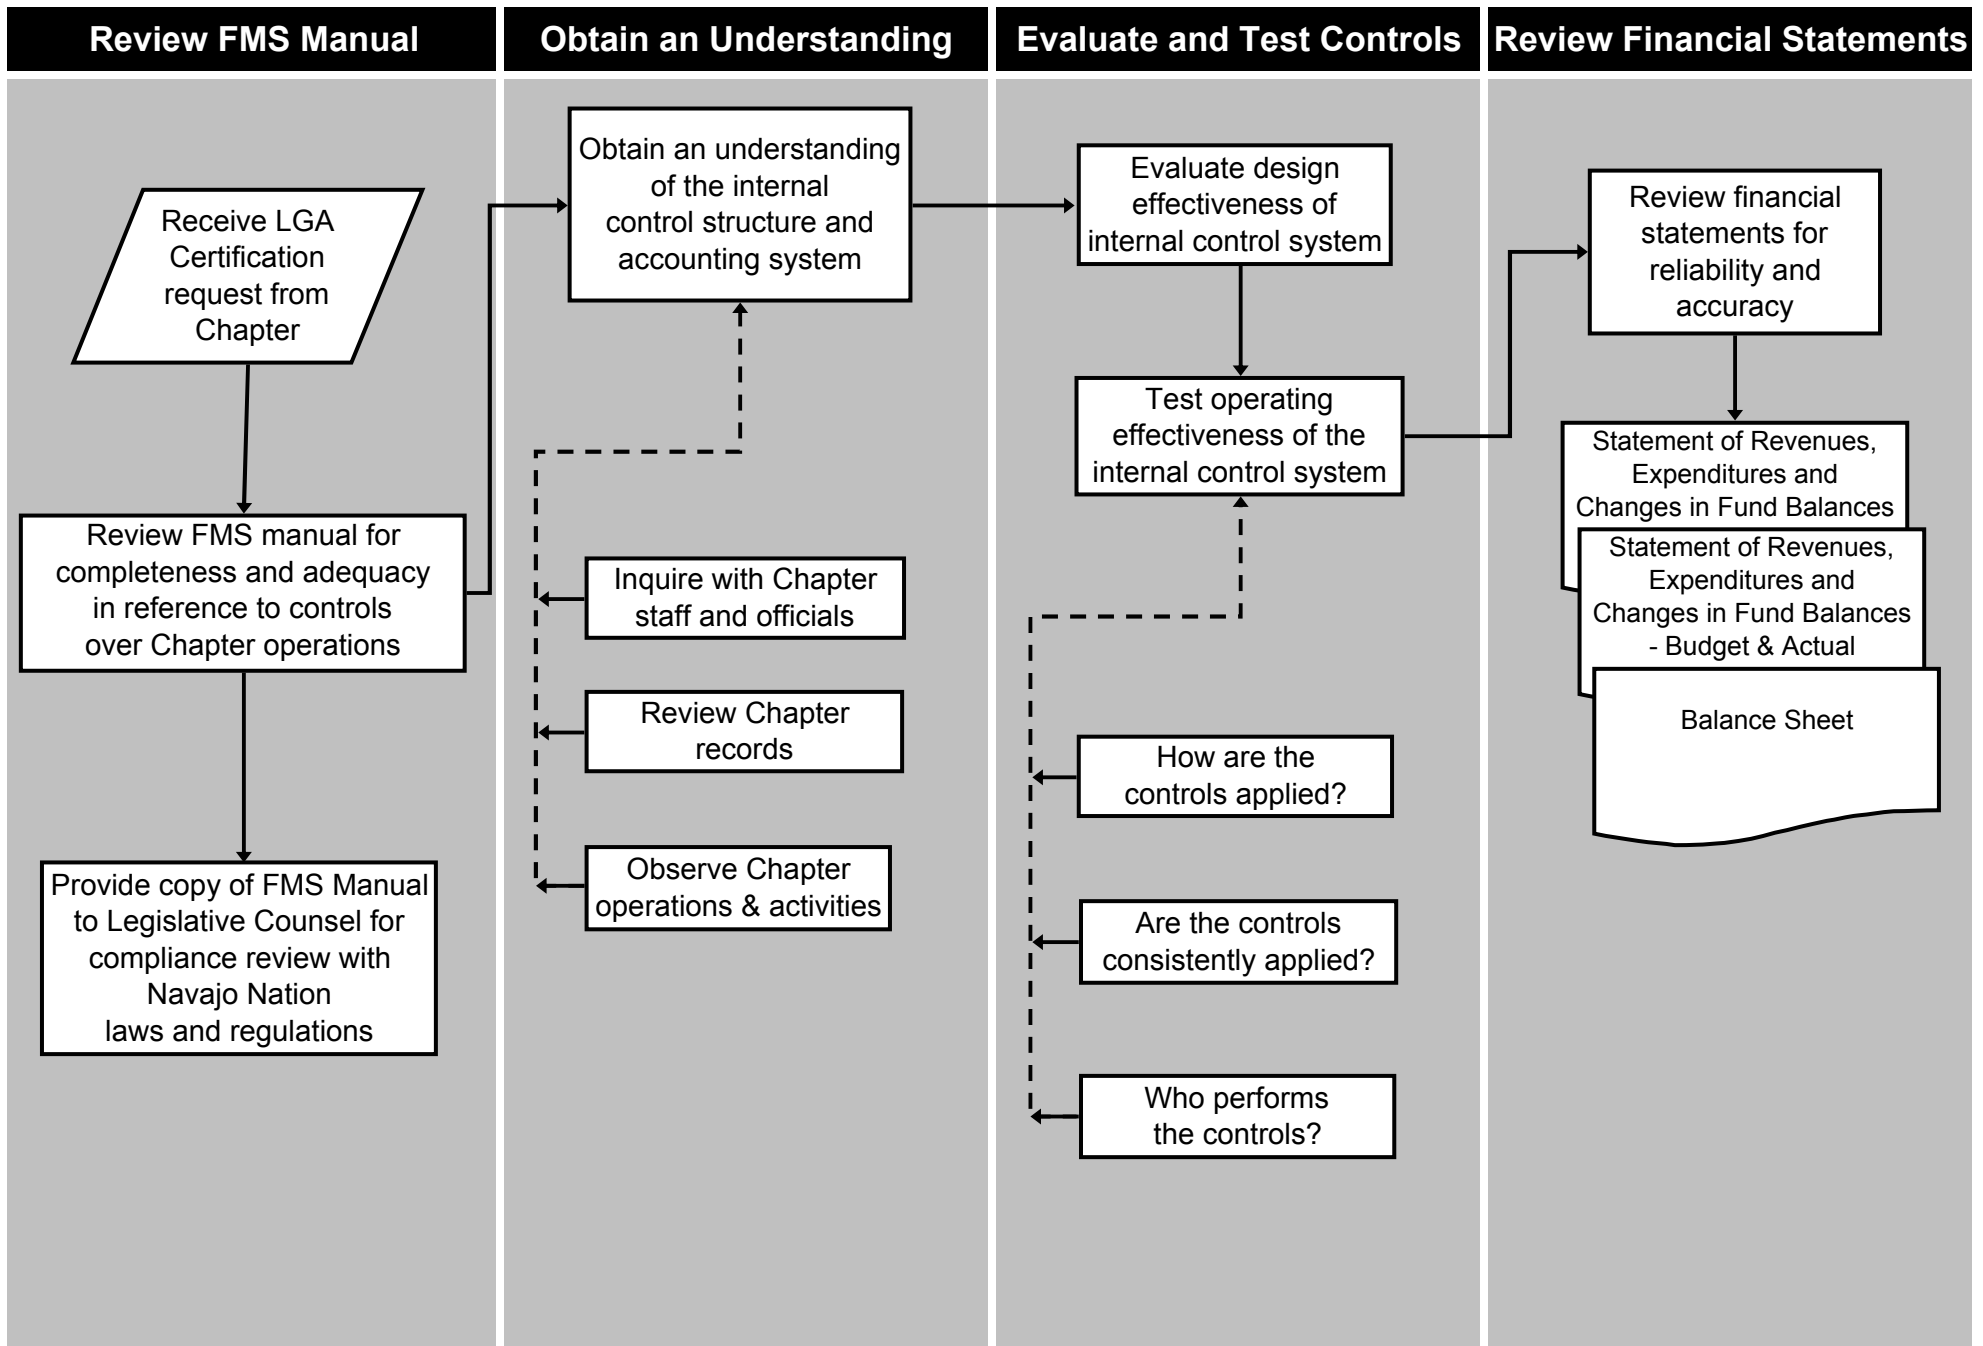 Review FMS Manual
Receive LGA
Certification
request from
Chapter
Review FMS manual for
completeness and adequacy
in reference to controls
over Chapter operations
Provide copy of FMS Manual
to Legislative Counsel for
compliance review with
Navajo Nation
laws and regulations
Obtain an Understanding
Obtain an understanding
of the internal
control structure and
accounting system
Inquire with Chapter
staff and officials
Review Chapter
records
Observe Chapter
operations & activities
Evaluate and Test Controls
Evaluate design
effectiveness of
internal control system
Test operating
effectiveness of the
internal control system
How are the
controls applied?
Are the controls
consistently applied?
Who performs
the controls?
Review Financial Statements
Review financial
statements for
reliability and
accuracy
Statement of Revenues,
Expenditures and
Changes in Fund Balances
Statement of Revenues,
Expenditures and
Changes in Fund Balances
- Budget & Actual
Balance Sheet